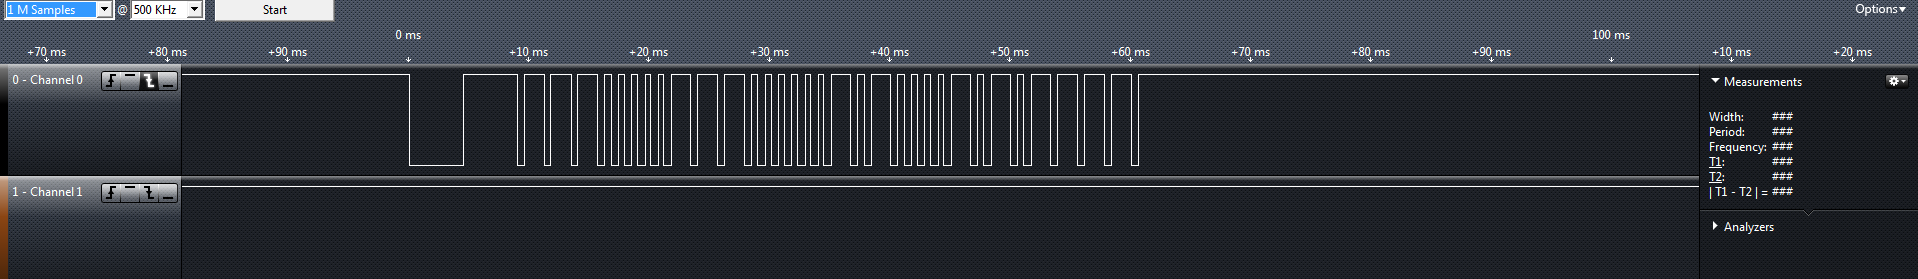 1 M Samples @ 500 KHz Start Options
0 ms 100 ms
+70 ms +80 ms +90 ms +10 ms +20 ms +30 ms +40 ms +50 ms +60 ms +70 ms +80 ms +90 ms +10 ms +20 ms
0 - Channel 0
1 - Channel 1
Measurements
Width: ###
Period: ###
Frequency: ###
T1: ###
T2: ###
| T1 - T2 | = ###
Analyzers